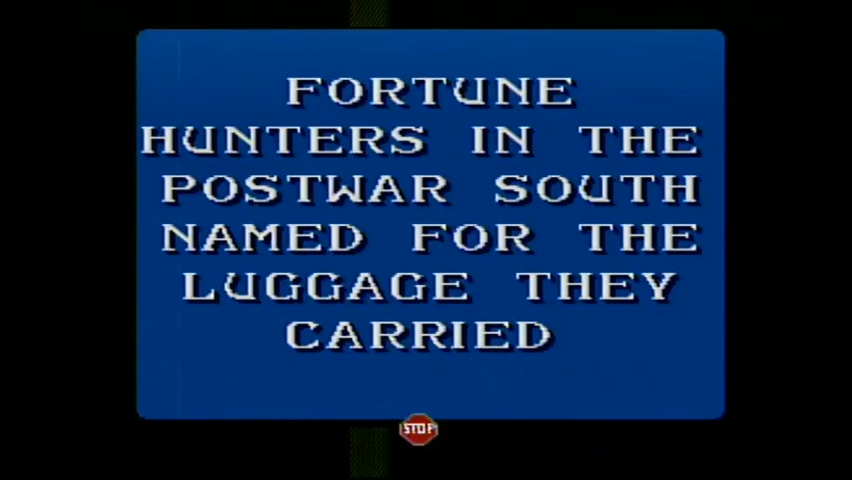 FORTUNE
HUNTERS IN THE
POSTWAR SOUTH
NAMED FOR THE
LUGGAGE THEY
CARRIED
STOP